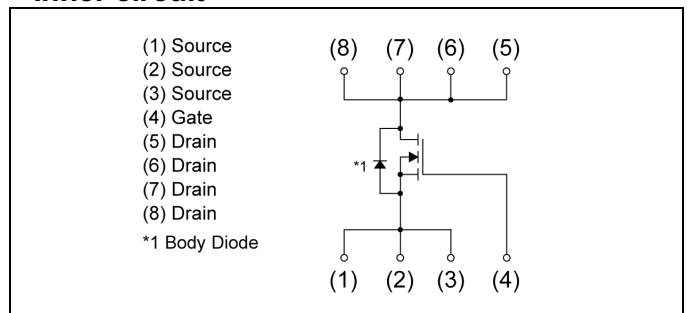 Inner circuit
(1) Source
(2) Source
(3) Source
(4) Gate
(5) Drain
(6) Drain
(7) Drain
(8) Drain
*1 Body Diode
(8) (7) (6) (5)
*1
(1) (2) (3) (4)